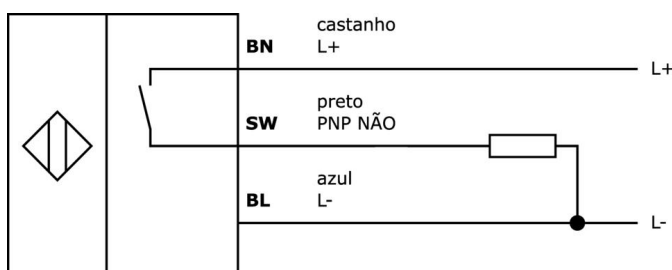 castanho
BN L+
L+
preto
SW PNP NÃO
azul
BL L-
L-